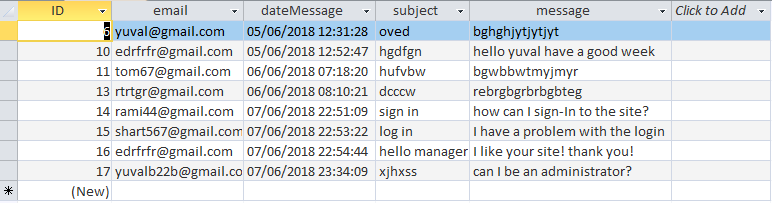 ID email dateMessage subject message Click to Add
6 yuval@gmail.com 05/06/2018 12:31:28 oved bghghjytjytjyt
10 edrfrfr@gmail.com 05/06/2018 12:52:47 hgdfgn hello yuval have a good week
11 tom67@gmail.com 06/06/2018 07:18:20 hufvbw bgwbbwtmyjmyr
13 rtrtgr@gmail.com 06/06/2018 08:10:21 dcccw rebrgbgrbrbgbteg
14 rami44@gmail.com 07/06/2018 22:51:09 sign in how can I sign-In to the site?
15 shart567@gmail.com 07/06/2018 22:53:22 log in I have a problem with the login
16 edrfrfr@gmail.com 07/06/2018 22:54:44 hello manager I like your site! thank you!
17 yuvalb22b@gmail.co 07/06/2018 23:34:09 xjhxss can I be an administrator?
(New)